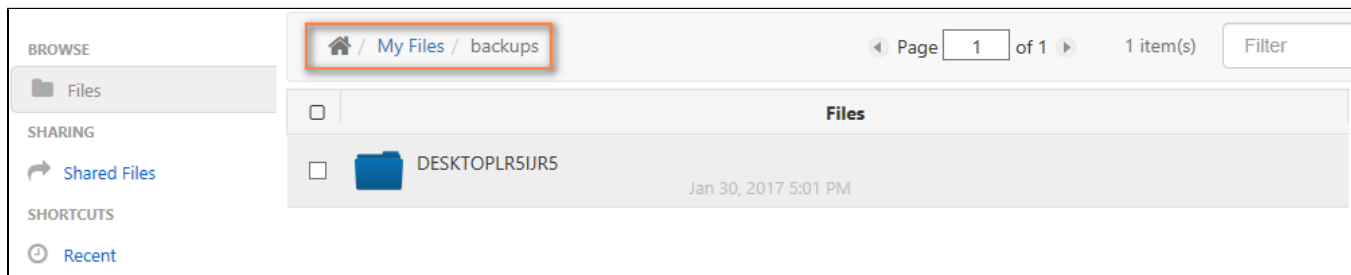 BROWSE
Files
SHARING
Shared Files
SHORTCUTS
Recent
/ My Files / backups
Page 1 of 1
1 item(s)
Filter
Files
DESKTOPLR5IJR5
Jan 30, 2017 5:01 PM